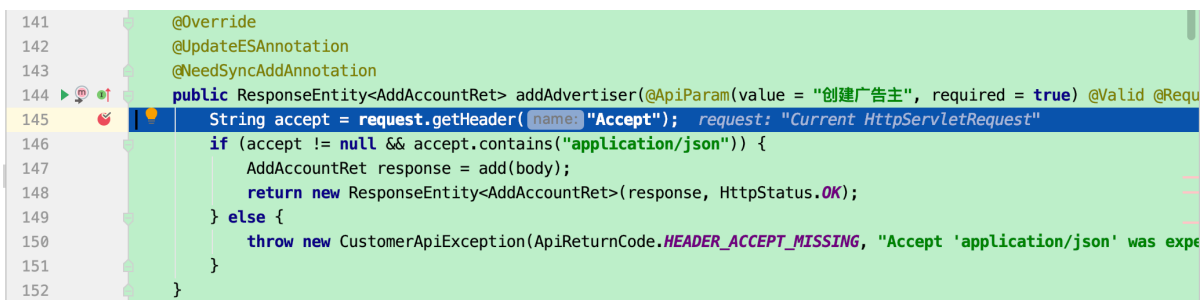 141 @Override
142 @UpdateESAnnotation
143 @NeedSyncAddAnnotation
144 public ResponseEntity<AddAccountRet> addAdvertiser(@ApiParam(value = "创建广告主", required = true) @Valid @Requ
145 String accept = request.getHeader( name: "Accept"); request: "Current HttpServletRequest"
146 if (accept != null && accept.contains("application/json")) {
147 AddAccountRet response = add(body);
148 return new ResponseEntity<AddAccountRet>(response, HttpStatus.OK);
149 } else {
150 throw new CustomerApiException(ApiReturnCode.HEADER_ACCEPT_MISSING, "Accept 'application/json' was expe
151 }
152 }